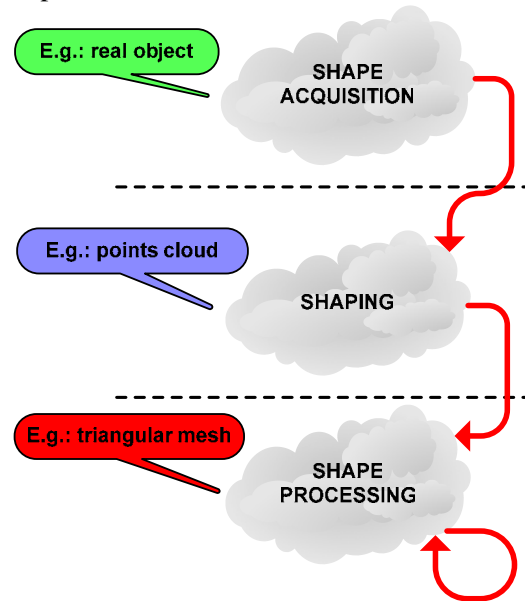 E.g.: real object
SHAPE
ACQUISITION
E.g.: points cloud
SHAPING
E.g.: triangular mesh
SHAPE
PROCESSING